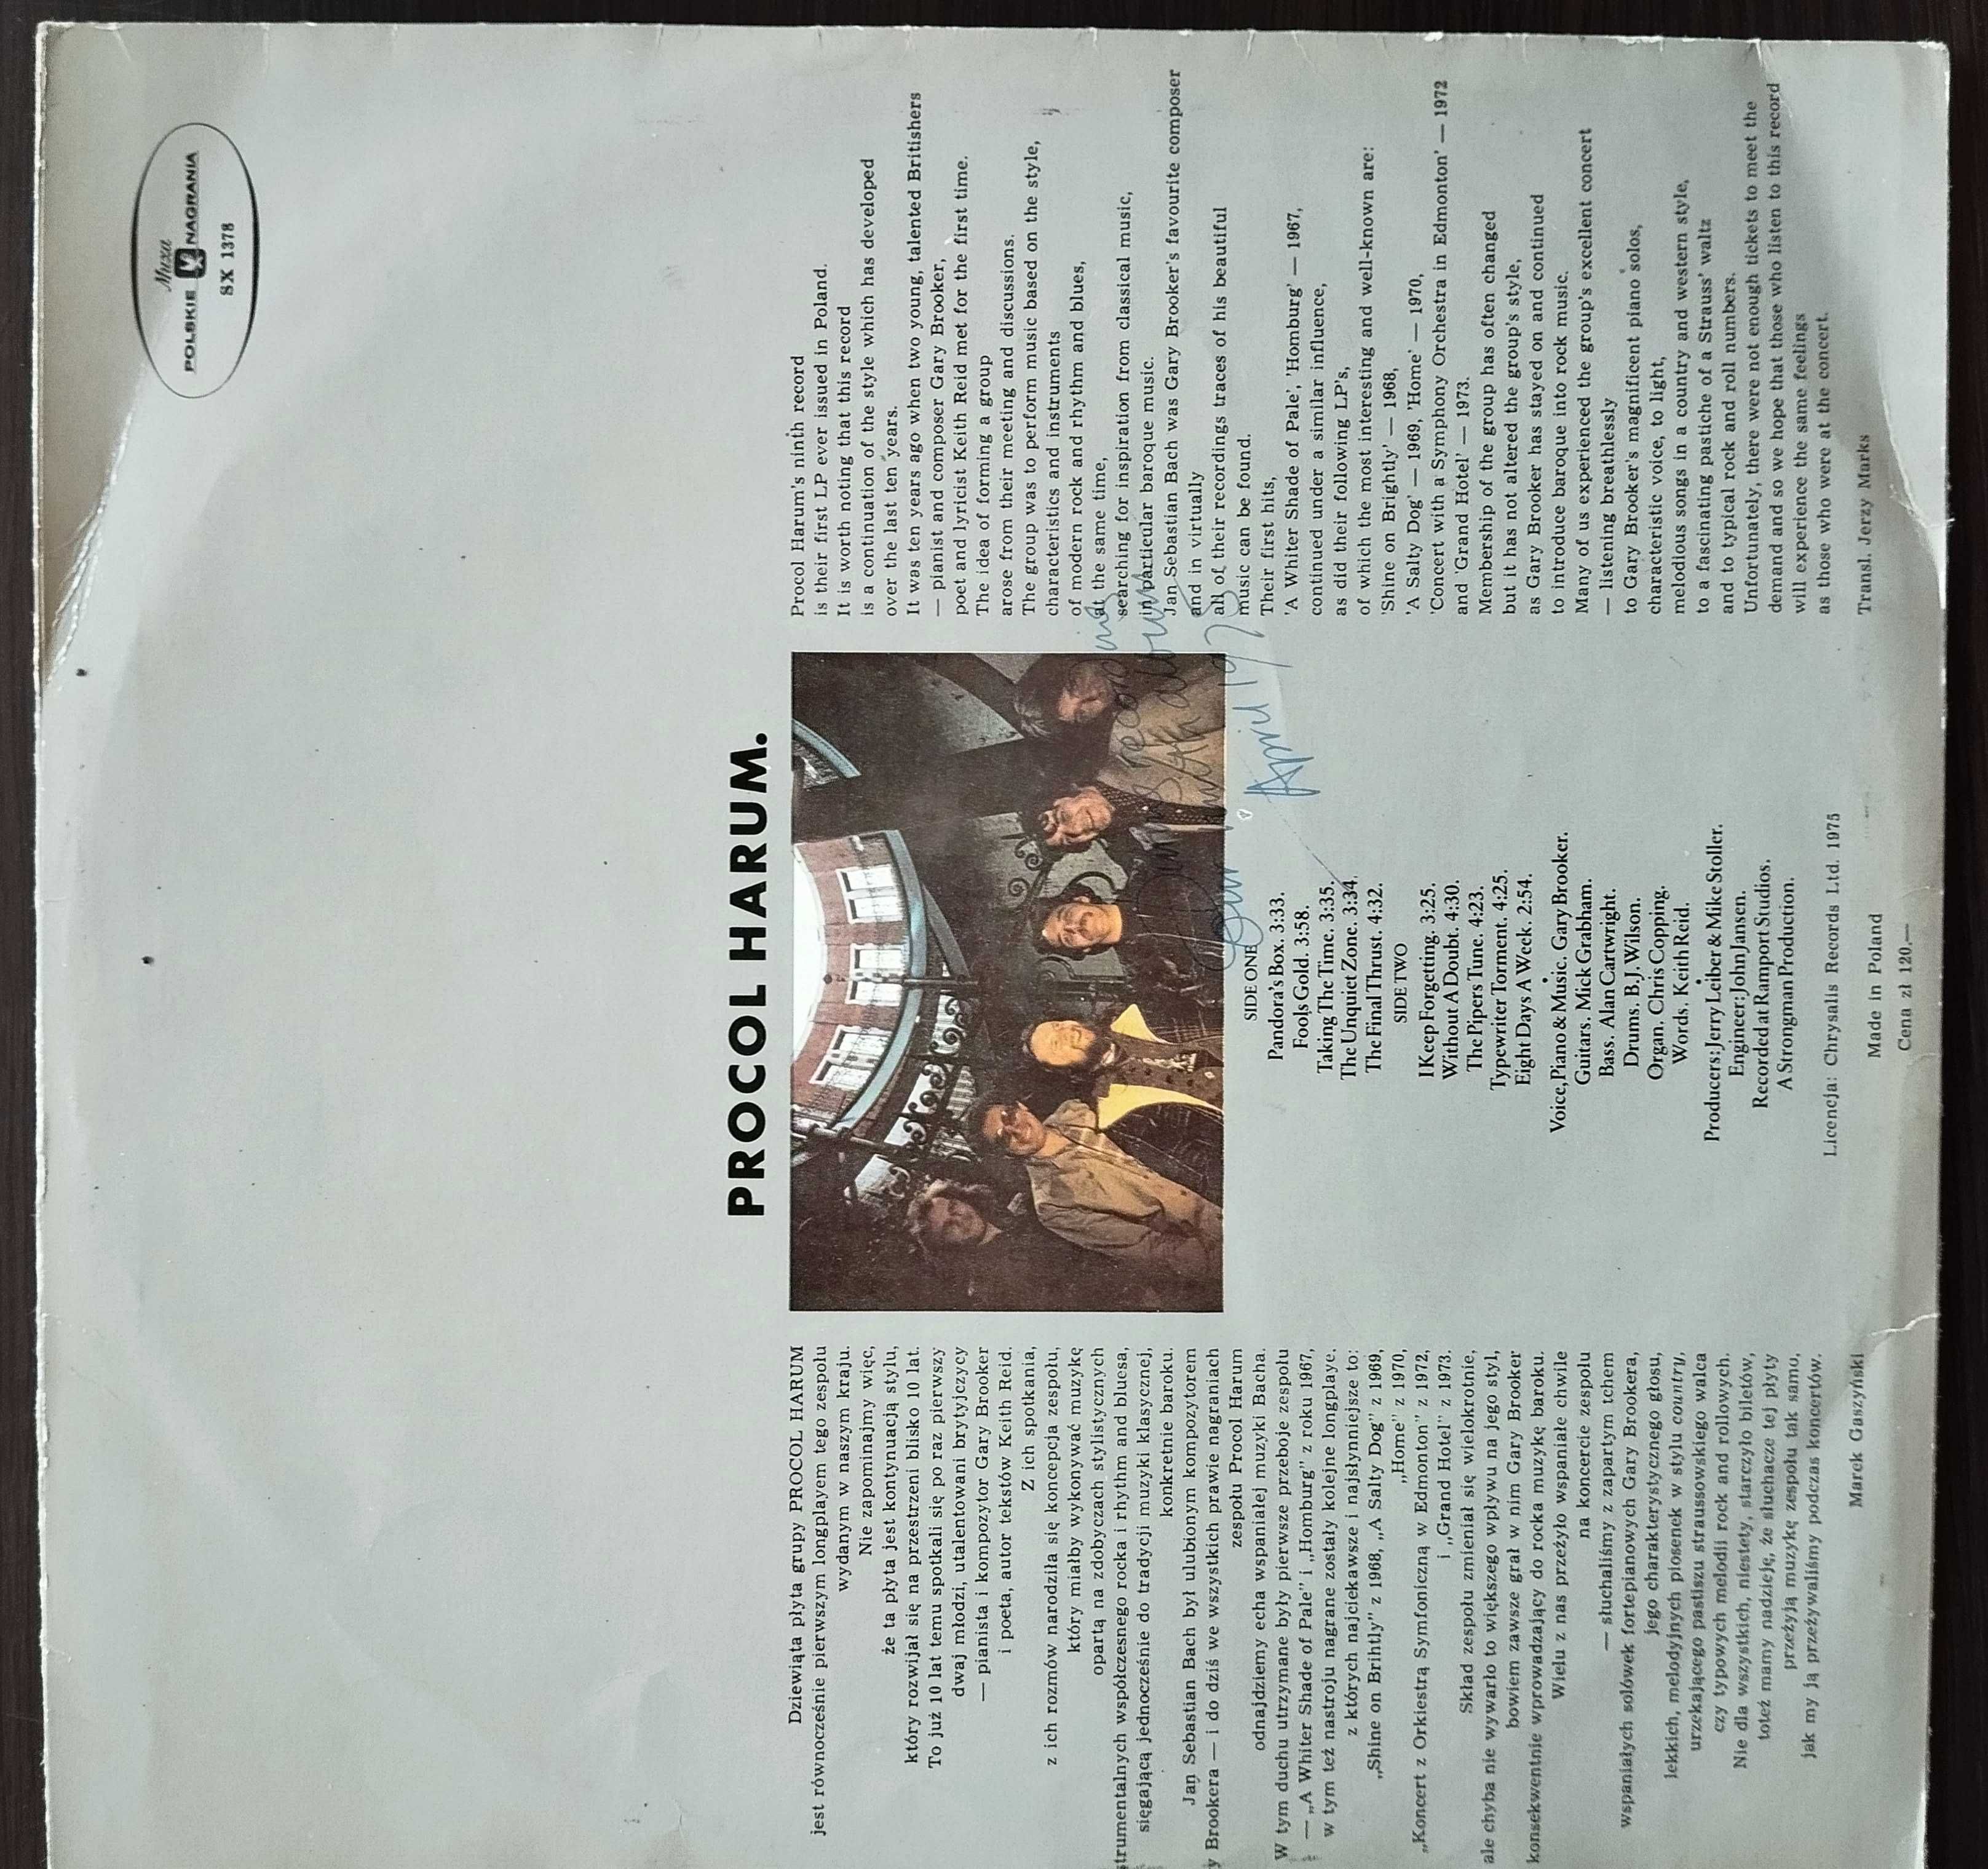 Muza
POLSKIE NAGRANIA
SX 1378
PROCOL HARUM.
Dziewiąta płyta grupy PROCOL HARUM
jest równocześnie pierwszym longplayem tego zespołu
wydanym w naszym kraju.
Nie zapominajmy więc,
że ta płyta jest kontynuacją stylu,
który rozwijał się na przestrzeni blisko 10 lat.
To już 10 lat temu spotkali się po raz pierwszy
dwaj młodzi, utalentowani brytyjczycy
— pianista i kompozytor Gary Brooker
i poeta, autor tekstów Keith Reid.
Z ich spotkania,
z ich rozmów narodziła się koncepcja zespołu,
który miałby wykonywać muzykę
opartą na zdobyczach stylistycznych
strumentalnych współczesnego rocka i rhythm and bluesa,
sięgającą jednocześnie do tradycji muzyki klasycznej,
konkretnie baroku.
Jan Sebastian Bach był ulubionym kompozytorem
y Brookera — i do dziś we wszystkich prawie nagraniach
zespołu Procol Harum
odnajdziemy echa wspaniałej muzyki Bacha.
W tym duchu utrzymane były pierwsze przeboje zespołu
— „A Whiter Shade of Pale” i „Homburg” z roku 1967,
w tym też nastroju nagrane zostały kolejne longplaye.
z których najciekawsze i najsłynniejsze to:
„Shine on Brihtly” z 1968, „A Salty Dog” z 1969,
„Home” z 1970,
„Koncert z Orkiestrą Symfoniczną w Edmonton” z 1972,
i „Grand Hotel” z 1973.
Skład zespołu zmieniał się wielokrotnie,
ale chyba nie wywarło to większego wpływu na jego styl,
bowiem zawsze grał w nim Gary Brooker
konsekwentnie wprowadzający do rocka muzykę baroku.
Wielu z nas przeżyło wspaniałe chwile
na koncercie zespołu
— słuchaliśmy z zapartym tchem
wspaniałych solówek fortepianowych Gary Brookera,
jego charakterystycznego głosu,
lekkich, melodyjnych piosenek w stylu country,
urzekającego pastiszu straussowskiego walca
czy typowych melodii rock and rollowych.
Nie dla wszystkich, niestety, starczyło biletów,
toteż mamy nadzieję, że słuchacze tej płyty
przeżyją muzykę zespołu tak samo,
jak my ją przeżywaliśmy podczas koncertów.
Marek Gaszyński
During recording
album
April 1975
SIDE ONE
Pandora's Box. 3:33.
Fools Gold. 3:58.
Taking The Time. 3:35.
The Unquiet Zone. 3:34.
The Final Thrust. 4:32.
SIDE TWO
I Keep Forgetting. 3:25.
Without A Doubt. 4:30.
The Pipers Tune. 4:23.
Typewriter Torment. 4:25.
Eight Days A Week. 2:54.
Voice, Piano & Music. Gary Brooker.
Guitars. Mick Grabham.
Bass. Alan Cartwright.
Drums. B.J. Wilson.
Organ. Chris Copping.
Words. Keith Reid.
Producers: Jerry Leiber & Mike Stoller.
Engineer: John Jansen.
Recorded at Ramport Studios.
A Strongman Production.
Licencja: Chrysalis Records Ltd. 1975
Made in Poland
Cena zł 120,—
Procol Harum's ninth record
is their first LP ever issued in Poland.
It is worth noting that this record
is a continuation of the style which has developed
over the last ten years.
It was ten years ago when two young, talented Britishers
— pianist and composer Gary Brooker,
poet and lyricist Keith Reid met for the first time.
The idea of forming a group
arose from their meeting and discussions.
The group was to perform music based on the style,
characteristics and instruments
of modern rock and rhythm and blues,
at the same time,
searching for inspiration from classical music,
in particular baroque music.
Jan Sebastian Bach was Gary Brooker's favourite composer
and in virtually
all of their recordings traces of his beautiful
music can be found.
Their first hits,
'A Whiter Shade of Pale', 'Homburg' — 1967,
continued under a similar influence,
as did their following LP's,
of which the most interesting and well-known are:
'Shine on Brightly' — 1968,
'A Salty Dog' — 1969, 'Home' — 1970,
'Concert with a Symphony Orchestra in Edmonton' — 1972
and 'Grand Hotel' — 1973.
Membership of the group has often changed
but it has not altered the group's style,
as Gary Brooker has stayed on and continued
to introduce baroque into rock music.
Many of us experienced the group's excellent concert
— listening breathlessly
to Gary Brooker's magnificent piano solos,
characteristic voice, to light,
melodious songs in a country and western style,
to a fascinating pastiche of a Strauss' waltz
and to typical rock and roll numbers.
Unfortunately, there were not enough tickets to meet the
demand and so we hope that those who listen to this record
will experience the same feelings
as those who were at the concert.
Transl. Jerzy Marks